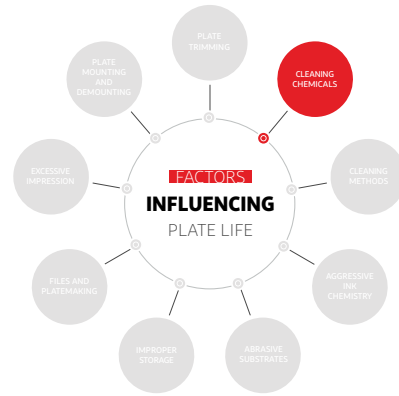 PLATE
TRIMMING
CLEANING
CHEMICALS
CLEANING
METHODS
AGGRESSIVE
INK
CHEMISTRY
ABRASIVE
SUBSTRATES
IMPROPER
STORAGE
FILES AND
PLATEMAKING
EXCESSIVE
IMPRESSION
PLATE
MOUNTING
AND
DEMOUNTING
FACTORS
INFLUENCING
PLATE LIFE